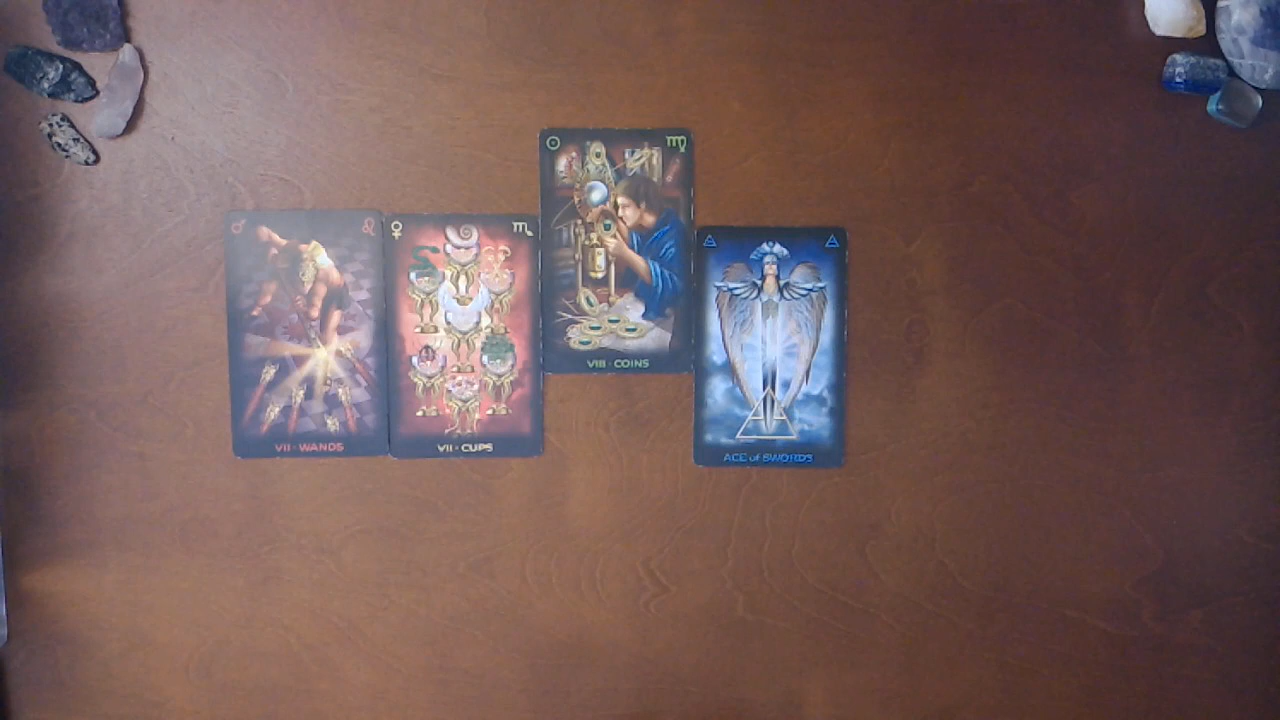 VII · WANDS
VII · CUPS
VIII · COINS
ACE of SWORDS